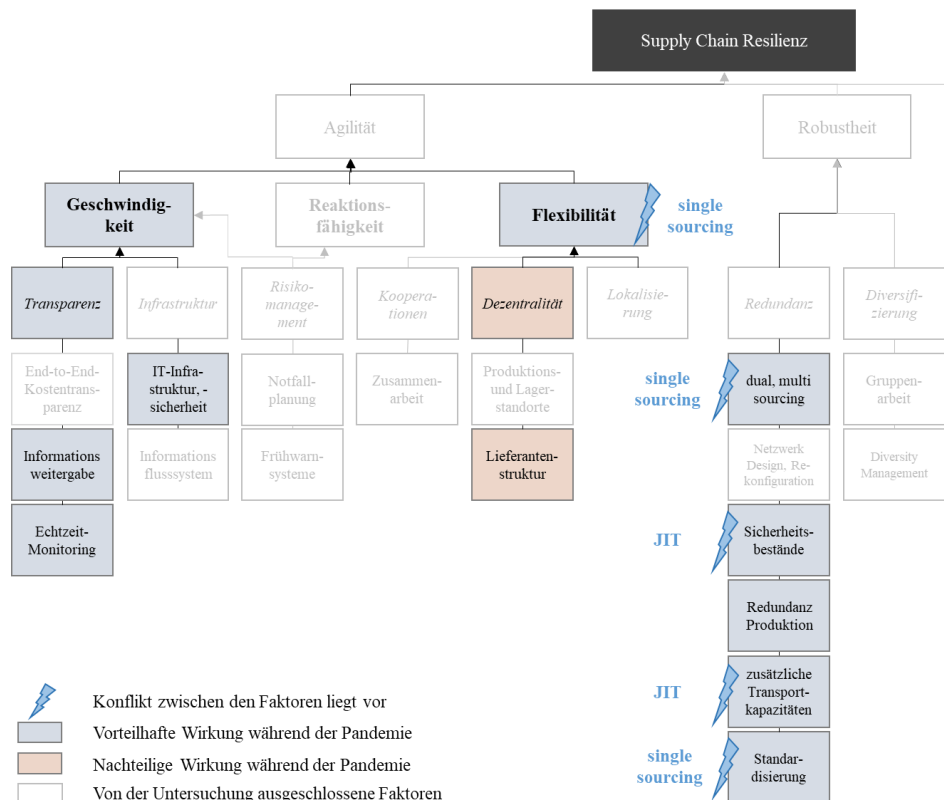 Supply Chain Resilienz
Agilität
Robustheit
Geschwindig-
keit
Reaktions-
fähigkeit
Flexibilität
single
sourcing
Transparenz
Infrastruktur
Risiko-
manage-
ment
Kooperа-
tionen
Dezentralität
Lokalisie-
rung
Redundanz
Diversifi-
zierung
End-to-End-
Kostentrans-
parenz
IT-Infra-
struktur, -
sicherheit
Notfall-
planung
Zusammen-
arbeit
Produktions-
und Lager-
standorte
single
sourcing
dual, multi
sourcing
Gruppen-
arbeit
Informations
weitergabe
Informations
flusssystem
Frühwarn-
systeme
Lieferanten-
struktur
Netzwerk
Design, Re-
konfiguration
Diversity
Management
Echtzeit-
Monitoring
JIT
Sicherheits-
bestände
Redundanz
Produktion
JIT
zusätzliche
Transport-
kapazitäten
single
sourcing
Standar-
disierung
Konflikt zwischen den Faktoren liegt vor
Vorteilhafte Wirkung während der Pandemie
Nachteilige Wirkung während der Pandemie
Von der Untersuchung ausgeschlossene Faktoren